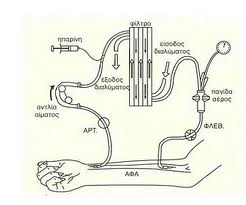 φίλτρο
ηπαρίνη
είσοδος
διαλύματος
έξοδος
διαλύματος
παγίδα
αέρος
αντλία
αίματος
ΑΡΤ.
ΦΛΕΒ.
ΑΦΑ